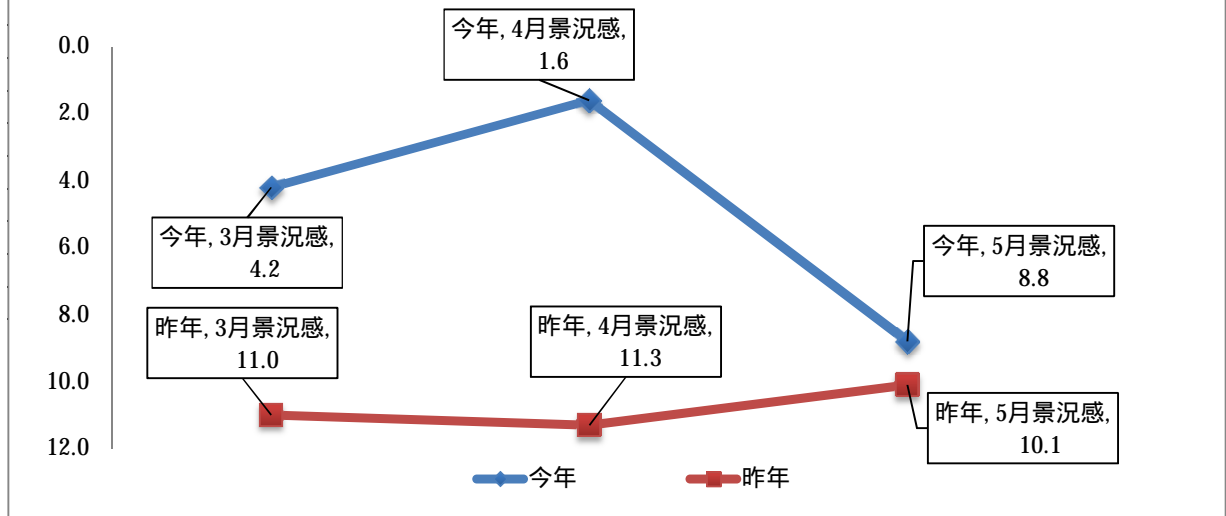 0.0
2.0
4.0
6.0
8.0
10.0
12.0
今年, 4月景況感,
1.6
今年, 3月景況感,
4.2
今年, 5月景況感,
8.8
昨年, 3月景況感,
11.0
昨年, 4月景況感,
11.3
昨年, 5月景況感,
10.1
今年
昨年